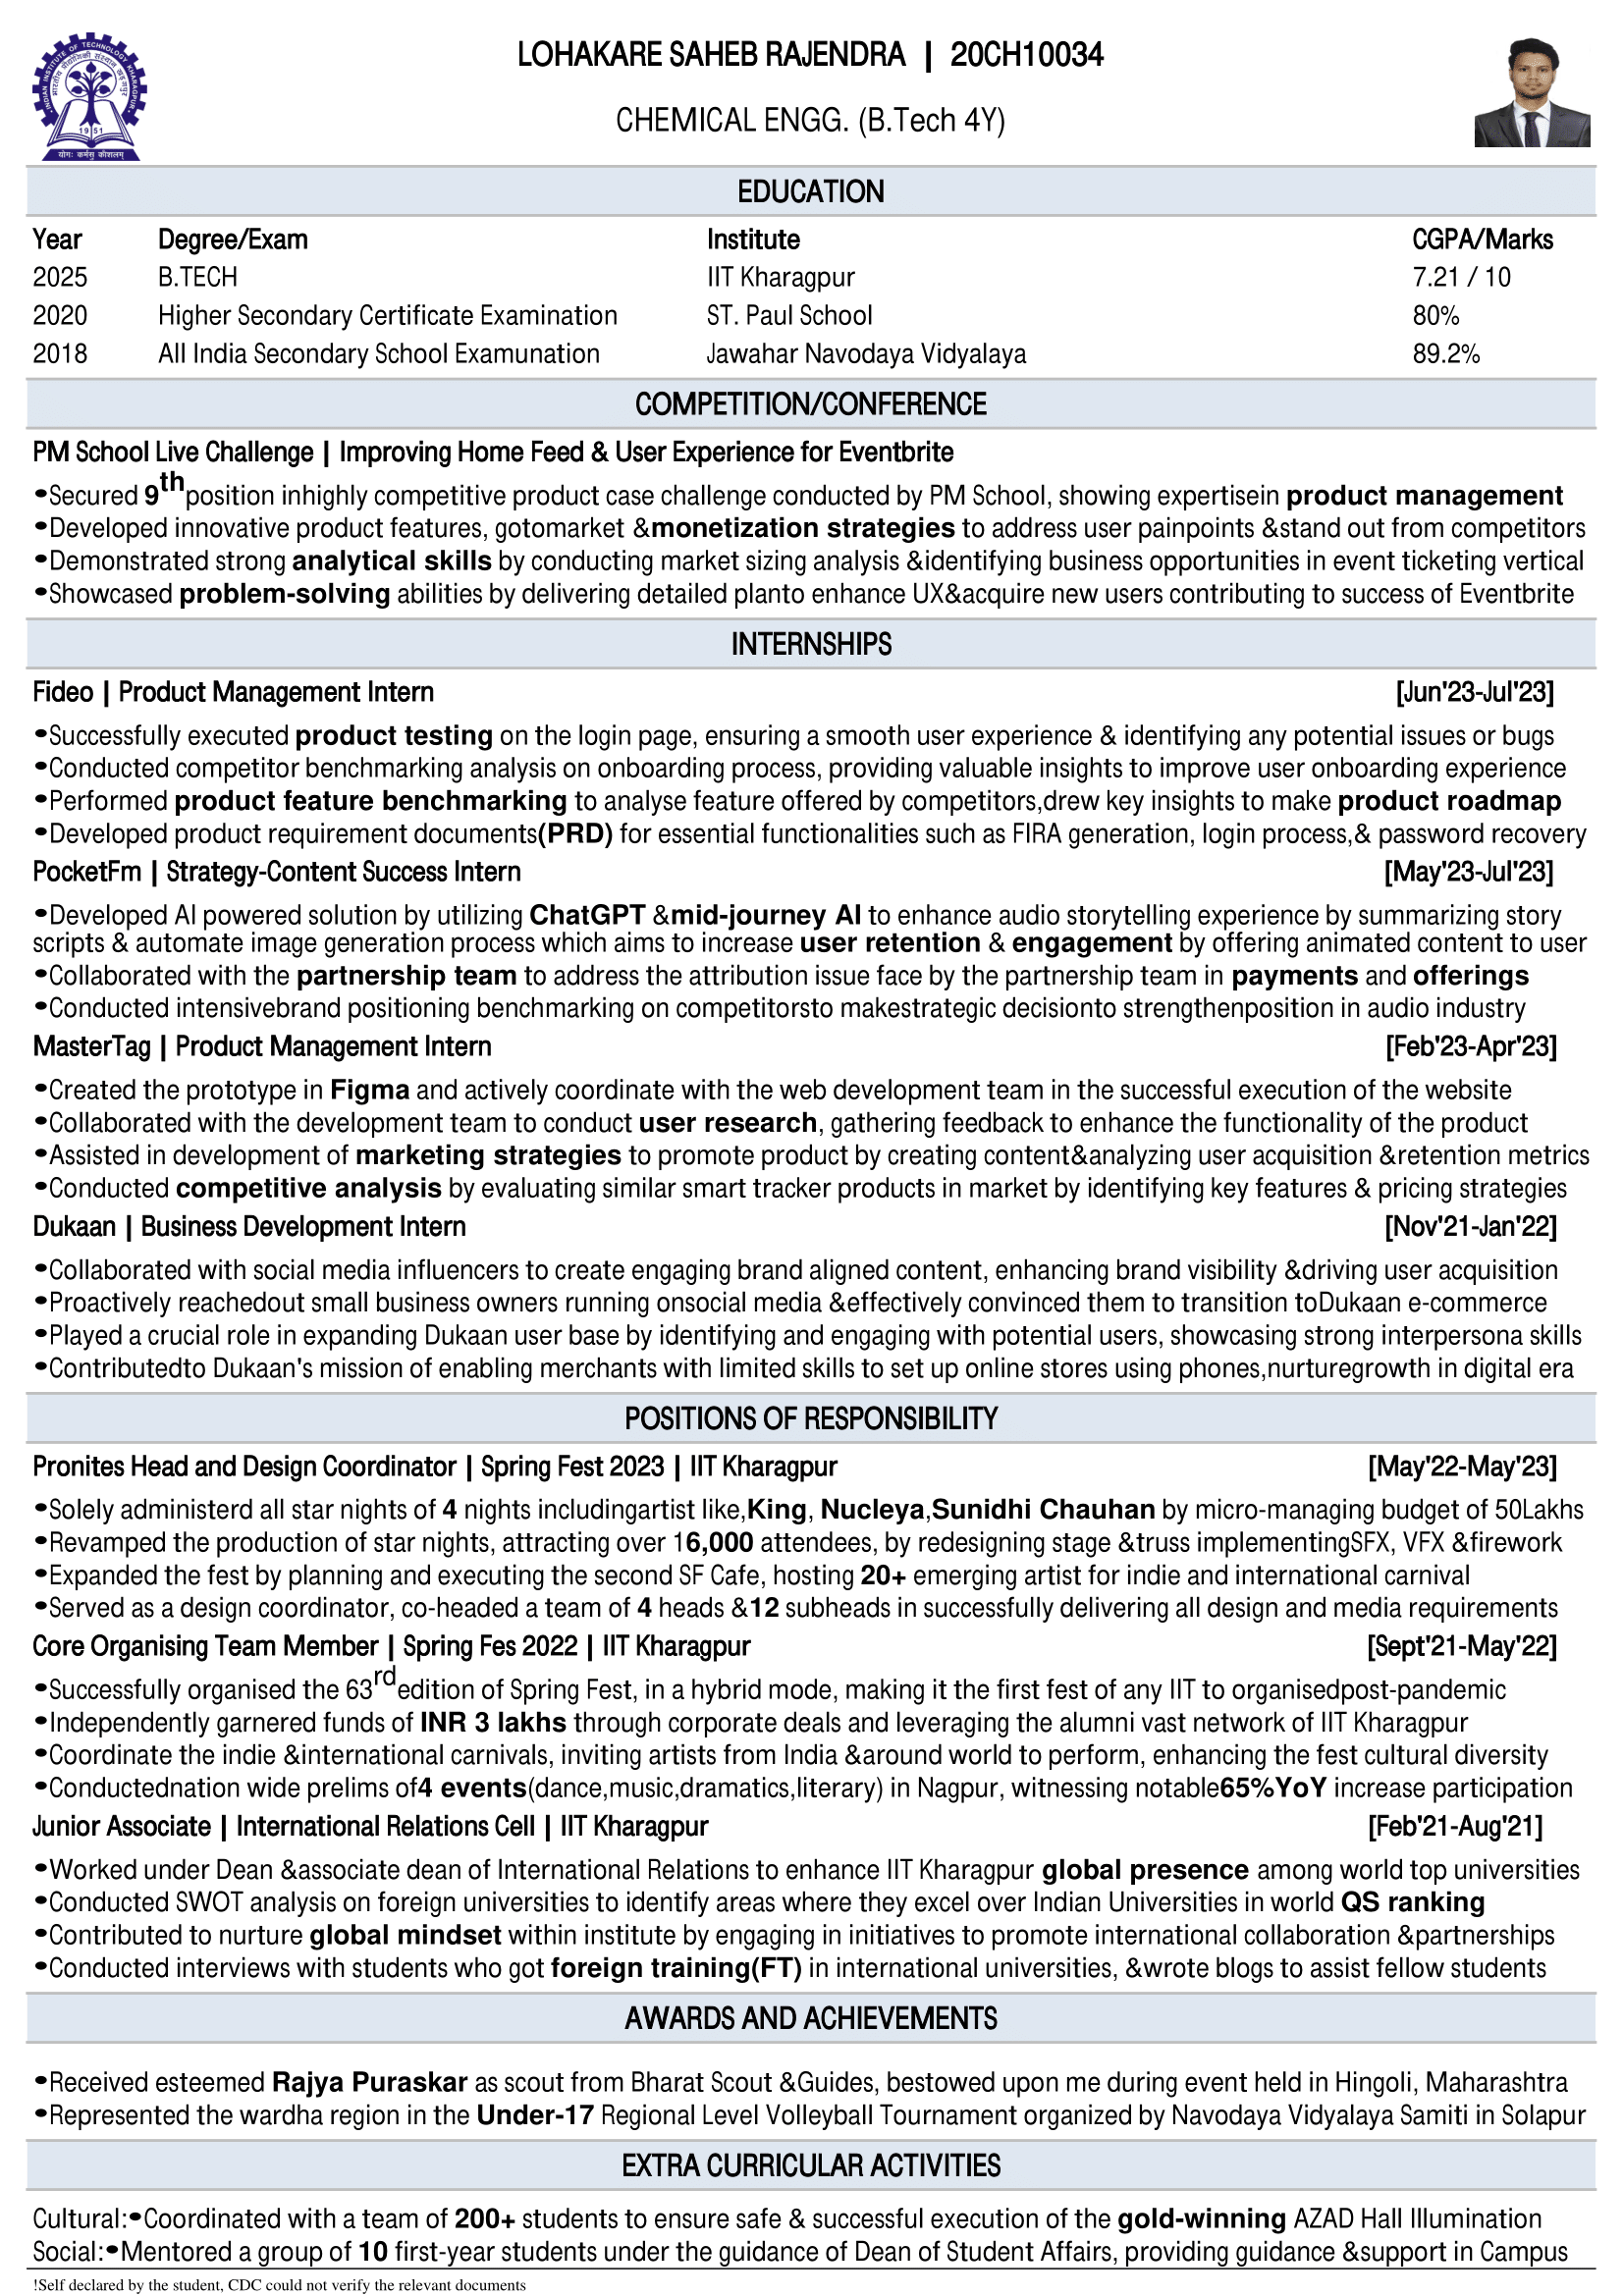 LOHAKARE SAHEB RAJENDRA | 20CH10034
CHEMICAL ENGG. (B.Tech 4Y)
INDIAN INSTITUTE OF TECHNOLOGY KHARAGPUR
1951
योगः कर्मसु कौशलम्
EDUCATION
Year Degree/Exam Institute CGPA/Marks
2025 B.TECH IIT Kharagpur 7.21 / 10
2020 Higher Secondary Certificate Examination ST. Paul School 80%
2018 All India Secondary School Examunation Jawahar Navodaya Vidyalaya 89.2%
COMPETITION/CONFERENCE
PM School Live Challenge | Improving Home Feed & User Experience for Eventbrite
•Secured 9th position inhighly competitive product case challenge conducted by PM School, showing expertisein product management
•Developed innovative product features, gotomarket &monetization strategies to address user painpoints &stand out from competitors
•Demonstrated strong analytical skills by conducting market sizing analysis &identifying business opportunities in event ticketing vertical
•Showcased problem-solving abilities by delivering detailed planto enhance UX&acquire new users contributing to success of Eventbrite
INTERNSHIPS
Fideo | Product Management Intern [Jun'23-Jul'23]
•Successfully executed product testing on the login page, ensuring a smooth user experience & identifying any potential issues or bugs
•Conducted competitor benchmarking analysis on onboarding process, providing valuable insights to improve user onboarding experience
•Performed product feature benchmarking to analyse feature offered by competitors,drew key insights to make product roadmap
•Developed product requirement documents(PRD) for essential functionalities such as FIRA generation, login process,& password recovery
PocketFm | Strategy-Content Success Intern [May'23-Jul'23]
•Developed AI powered solution by utilizing ChatGPT &mid-journey AI to enhance audio storytelling experience by summarizing story
scripts & automate image generation process which aims to increase user retention & engagement by offering animated content to user
•Collaborated with the partnership team to address the attribution issue face by the partnership team in payments and offerings
•Conducted intensivebrand positioning benchmarking on competitorsto makestrategic decisionto strengthenposition in audio industry
MasterTag | Product Management Intern [Feb'23-Apr'23]
•Created the prototype in Figma and actively coordinate with the web development team in the successful execution of the website
•Collaborated with the development team to conduct user research, gathering feedback to enhance the functionality of the product
•Assisted in development of marketing strategies to promote product by creating content&analyzing user acquisition &retention metrics
•Conducted competitive analysis by evaluating similar smart tracker products in market by identifying key features & pricing strategies
Dukaan | Business Development Intern [Nov'21-Jan'22]
•Collaborated with social media influencers to create engaging brand aligned content, enhancing brand visibility &driving user acquisition
•Proactively reachedout small business owners running onsocial media &effectively convinced them to transition toDukaan e-commerce
•Played a crucial role in expanding Dukaan user base by identifying and engaging with potential users, showcasing strong interpersona skills
•Contributedto Dukaan's mission of enabling merchants with limited skills to set up online stores using phones,nurturegrowth in digital era
POSITIONS OF RESPONSIBILITY
Pronites Head and Design Coordinator | Spring Fest 2023 | IIT Kharagpur [May'22-May'23]
•Solely administerd all star nights of 4 nights includingartist like,King, Nucleya,Sunidhi Chauhan by micro-managing budget of 50Lakhs
•Revamped the production of star nights, attracting over 16,000 attendees, by redesigning stage &truss implementingSFX, VFX &firework
•Expanded the fest by planning and executing the second SF Cafe, hosting 20+ emerging artist for indie and international carnival
•Served as a design coordinator, co-headed a team of 4 heads &12 subheads in successfully delivering all design and media requirements
Core Organising Team Member | Spring Fes 2022 | IIT Kharagpur [Sept'21-May'22]
•Successfully organised the 63rd edition of Spring Fest, in a hybrid mode, making it the first fest of any IIT to organisedpost-pandemic
•Independently garnered funds of INR 3 lakhs through corporate deals and leveraging the alumni vast network of IIT Kharagpur
•Coordinate the indie &international carnivals, inviting artists from India &around world to perform, enhancing the fest cultural diversity
•Conductednation wide prelims of4 events(dance,music,dramatics,literary) in Nagpur, witnessing notable65%YoY increase participation
Junior Associate | International Relations Cell | IIT Kharagpur [Feb'21-Aug'21]
•Worked under Dean &associate dean of International Relations to enhance IIT Kharagpur global presence among world top universities
•Conducted SWOT analysis on foreign universities to identify areas where they excel over Indian Universities in world QS ranking
•Contributed to nurture global mindset within institute by engaging in initiatives to promote international collaboration &partnerships
•Conducted interviews with students who got foreign training(FT) in international universities, &wrote blogs to assist fellow students
AWARDS AND ACHIEVEMENTS
•Received esteemed Rajya Puraskar as scout from Bharat Scout &Guides, bestowed upon me during event held in Hingoli, Maharashtra
•Represented the wardha region in the Under-17 Regional Level Volleyball Tournament organized by Navodaya Vidyalaya Samiti in Solapur
EXTRA CURRICULAR ACTIVITIES
Cultural:•Coordinated with a team of 200+ students to ensure safe & successful execution of the gold-winning AZAD Hall Illumination
Social:•Mentored a group of 10 first-year students under the guidance of Dean of Student Affairs, providing guidance &support in Campus
!Self declared by the student, CDC could not verify the relevant documents